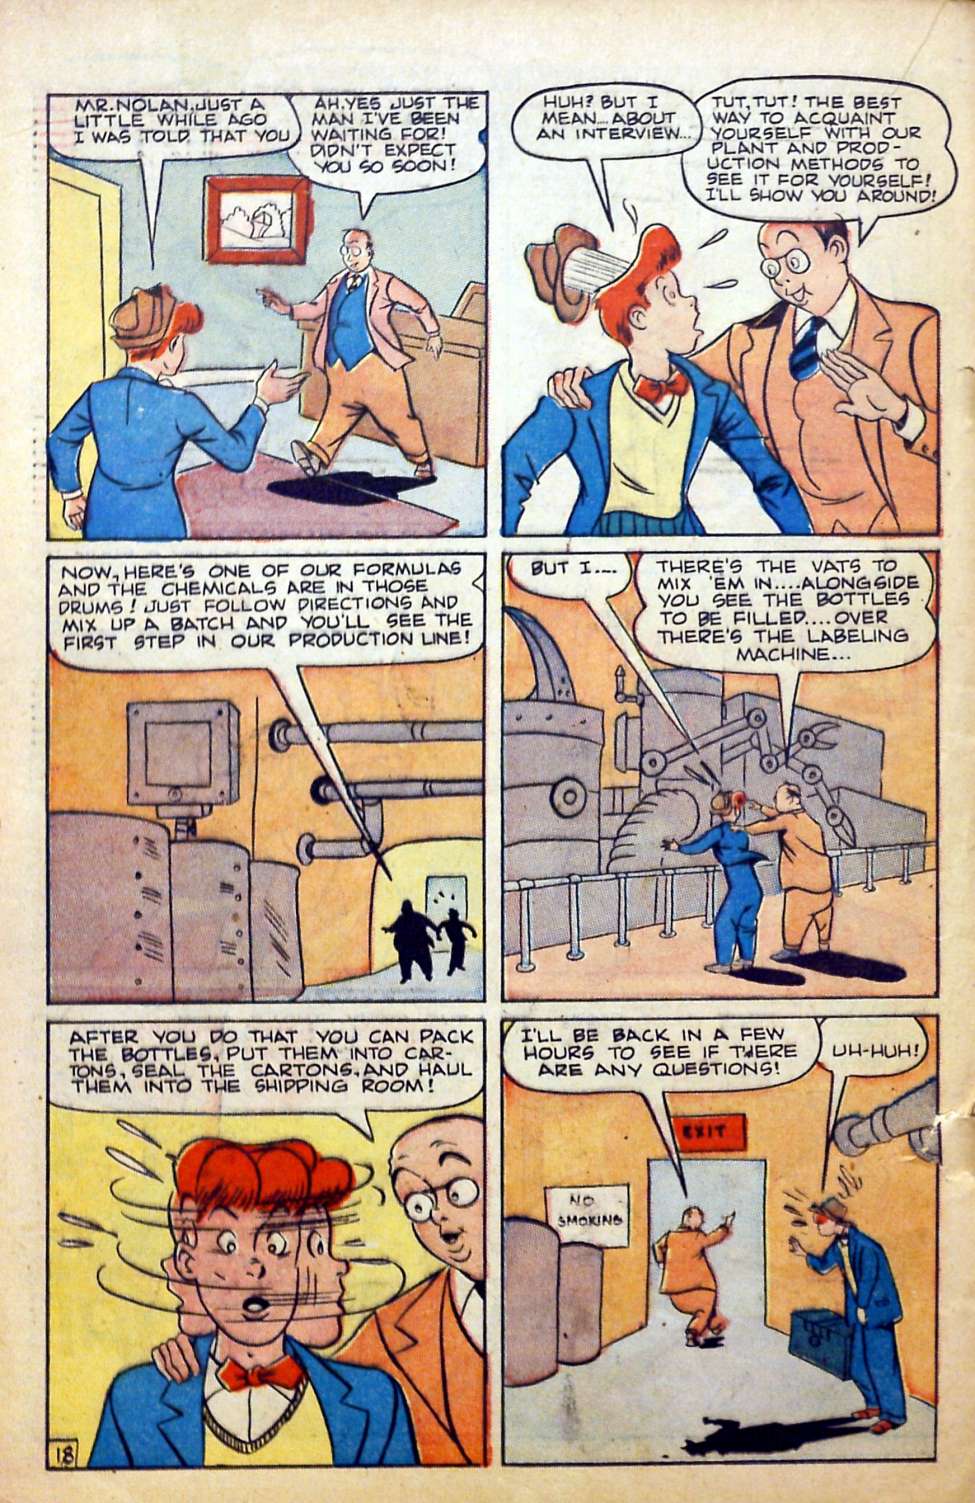 MR. NOLAN, JUST A
LITTLE WHILE AGO
I WAS TOLD THAT YOU
AH, YES JUST THE
MAN I'VE BEEN
WAITING FOR!
DIDN'T EXPECT
YOU SO SOON!
HUH? BUT I
MEAN... ABOUT
AN INTERVIEW...
TUT, TUT! THE BEST
WAY TO ACQUAINT
YOURSELF WITH OUR
PLANT AND PROD-
UCTION METHODS TO
SEE IT FOR YOURSELF!
I'LL SHOW YOU AROUND!
NOW, HERE'S ONE OF OUR FORMULAS
AND THE CHEMICALS ARE IN THOSE
DRUMS! JUST FOLLOW DIRECTIONS AND
MIX UP A BATCH AND YOU'LL SEE THE
FIRST STEP IN OUR PRODUCTION LINE!
BUT I....
THERE'S THE VATS TO
MIX 'EM IN....ALONGSIDE
YOU SEE THE BOTTLES
TO BE FILLED....OVER
THERE'S THE LABELING
MACHINE...
AFTER YOU DO THAT YOU CAN PACK
THE BOTTLES, PUT THEM INTO CAR-
TONS, SEAL THE CARTONS, AND HAUL
THEM INTO THE SHIPPING ROOM!
18
I'LL BE BACK IN A FEW
HOURS TO SEE IF THERE
ARE ANY QUESTIONS!
UH-HUH!
EXIT
NO
SMOKING